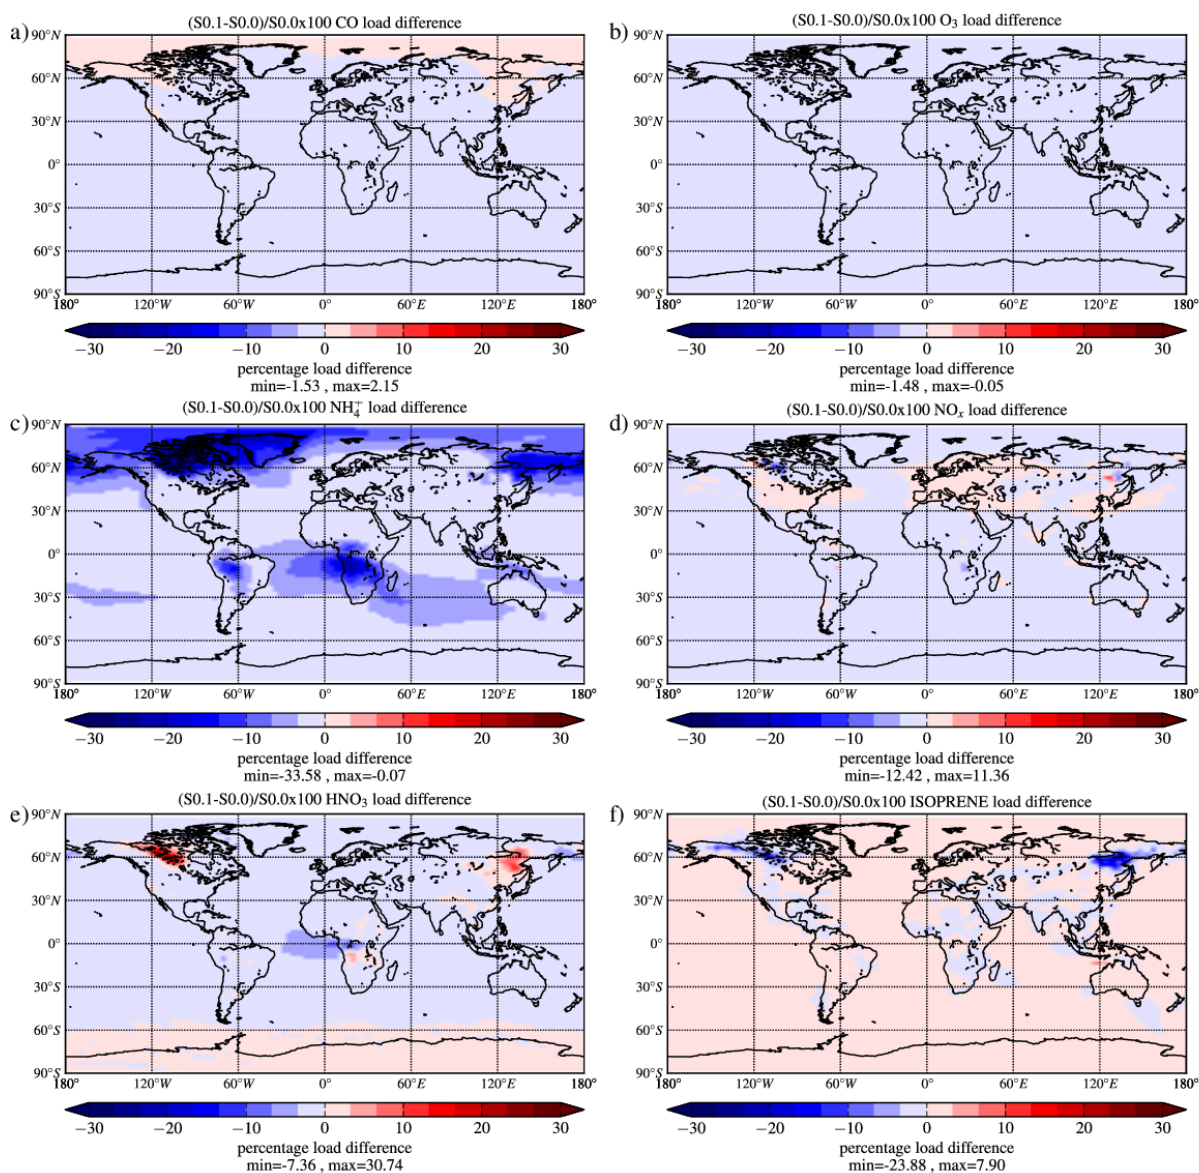 a) (S0.1-S0.0)/S0.0x100 CO load difference
90°N
60°N
30°N
0°
30°S
60°S
90°S
180° 120°W 60°W 0° 60°E 120°E 180°
−30 −20 −10 0 10 20 30
percentage load difference
min=-1.53 , max=2.15
b) (S0.1-S0.0)/S0.0x100 O₃ load difference
90°N
60°N
30°N
0°
30°S
60°S
90°S
180° 120°W 60°W 0° 60°E 120°E 180°
−30 −20 −10 0 10 20 30
percentage load difference
min=-1.48 , max=-0.05
c) (S0.1-S0.0)/S0.0x100 NH₄⁺ load difference
90°N
60°N
30°N
0°
30°S
60°S
90°S
180° 120°W 60°W 0° 60°E 120°E 180°
−30 −20 −10 0 10 20 30
percentage load difference
min=-33.58 , max=-0.07
d) (S0.1-S0.0)/S0.0x100 NOₓ load difference
90°N
60°N
30°N
0°
30°S
60°S
90°S
180° 120°W 60°W 0° 60°E 120°E 180°
−30 −20 −10 0 10 20 30
percentage load difference
min=-12.42 , max=11.36
e) (S0.1-S0.0)/S0.0x100 HNO₃ load difference
90°N
60°N
30°N
0°
30°S
60°S
90°S
180° 120°W 60°W 0° 60°E 120°E 180°
−30 −20 −10 0 10 20 30
percentage load difference
min=-7.36 , max=30.74
f) (S0.1-S0.0)/S0.0x100 ISOPRENE load difference
90°N
60°N
30°N
0°
30°S
60°S
90°S
180° 120°W 60°W 0° 60°E 120°E 180°
−30 −20 −10 0 10 20 30
percentage load difference
min=-23.88 , max=7.90